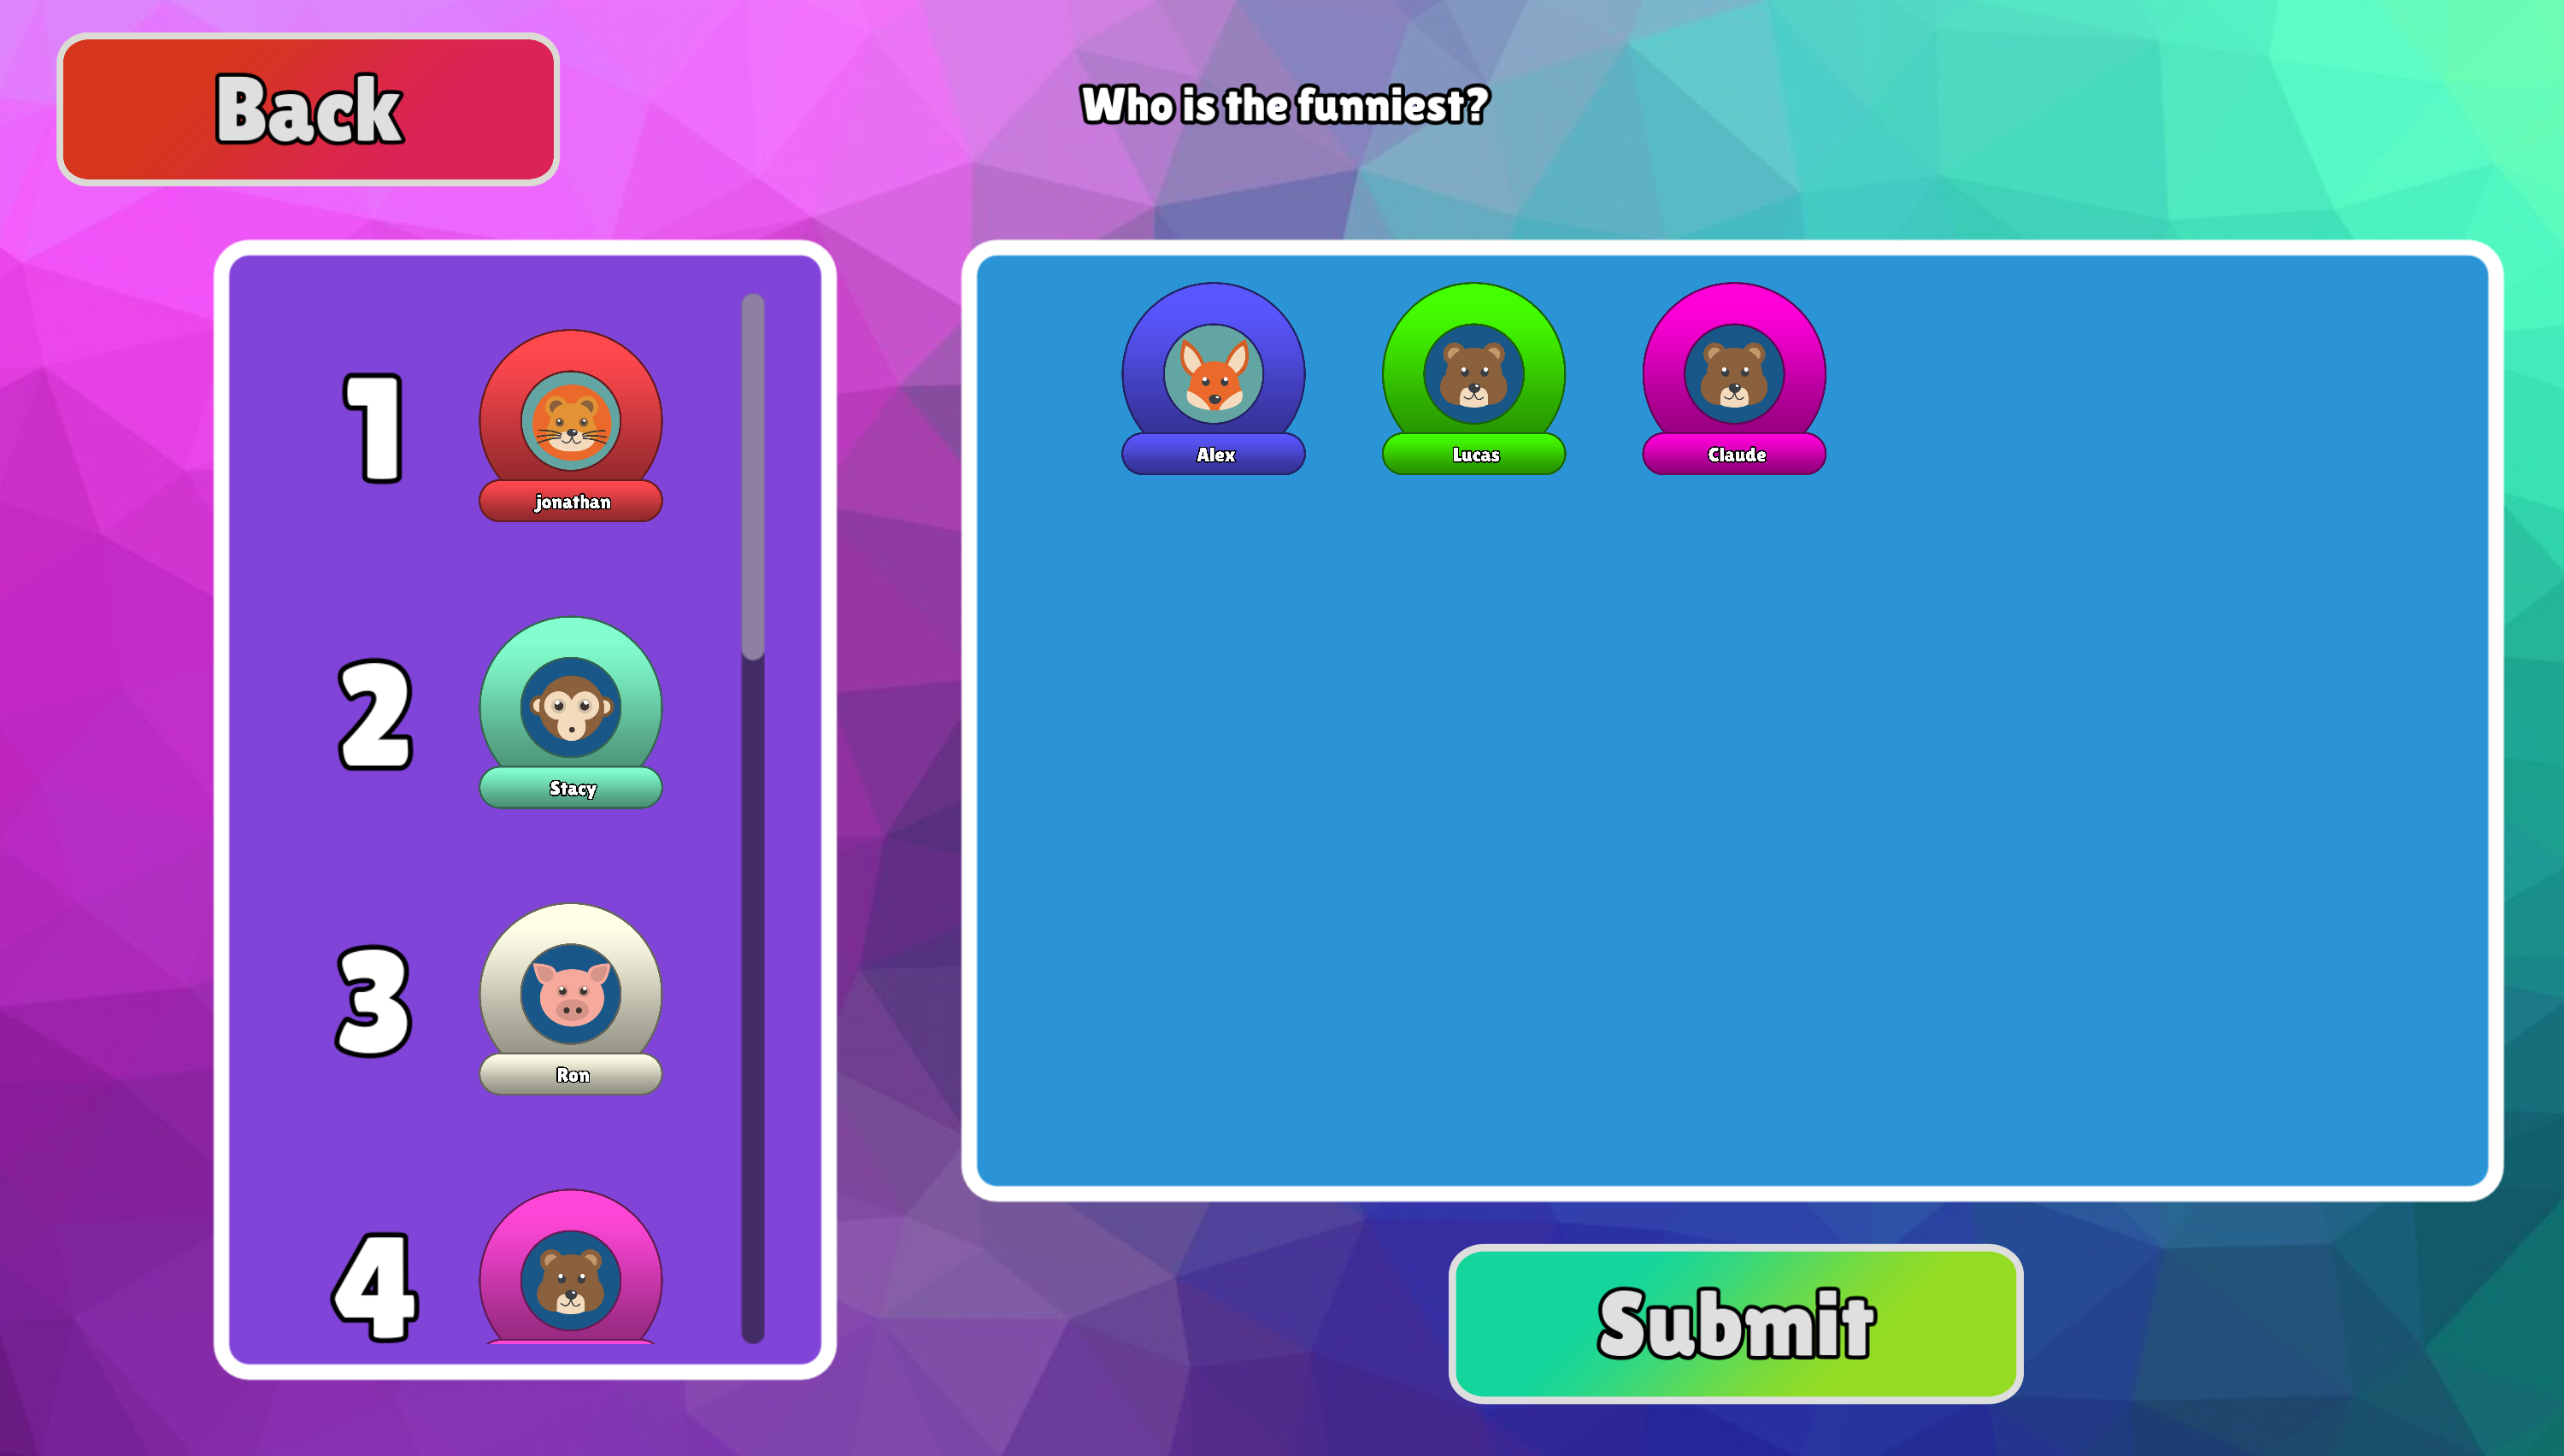 Back
Who is the funniest?
1
jonathan
2
Stacy
3
Ron
4
Alex
Lucas
Claude
Submit